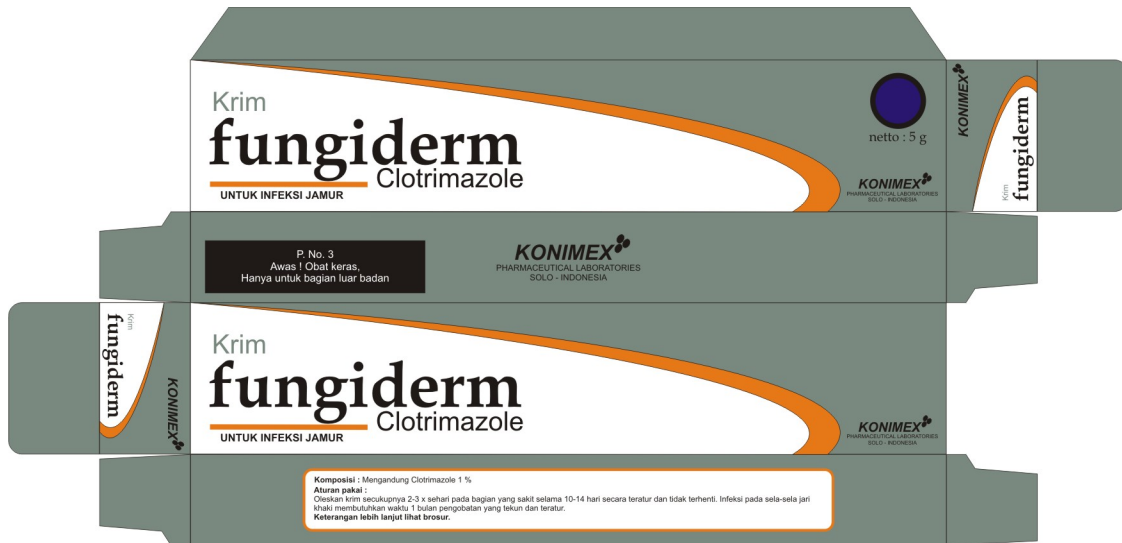 Krim
fungiderm
Clotrimazole
UNTUK INFEKSI JAMUR
netto : 5 g
KONIMEX
PHARMACEUTICAL LABORATORIES
SOLO - INDONESIA
KONIMEX
Krim
fungiderm
P. No. 3
Awas ! Obat keras,
Hanya untuk bagian luar badan
KONIMEX
PHARMACEUTICAL LABORATORIES
SOLO - INDONESIA
Krim
fungiderm
KONIMEX
Krim
fungiderm
Clotrimazole
UNTUK INFEKSI JAMUR
KONIMEX
PHARMACEUTICAL LABORATORIES
SOLO - INDONESIA
Komposisi : Mengandung Clotrimazole 1 %
Aturan pakai :
Oleskan krim secukupnya 2-3 x sehari pada bagian yang sakit selama 10-14 hari secara teratur dan tidak terhenti. Infeksi pada sela-sela jari
khaki membutuhkan waktu 1 bulan pengobatan yang tekun dan teratur.
Keterangan lebih lanjut lihat brosur.